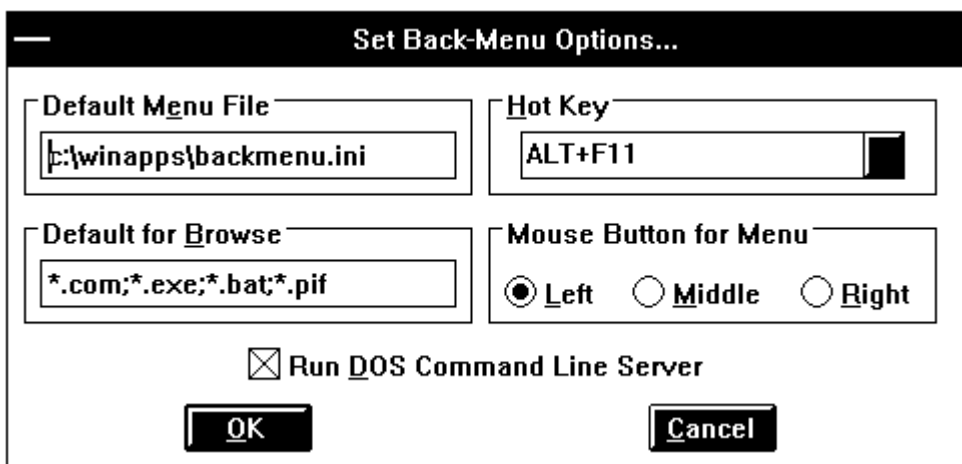 Set Back-Menu Options...
Default Menu File
c:\winapps\backmenu.ini
Hot Key
ALT+F11
Default for Browse
*.com;*.exe;*.bat;*.pif
Mouse Button for Menu
Left Middle Right
Run DOS Command Line Server
OK Cancel